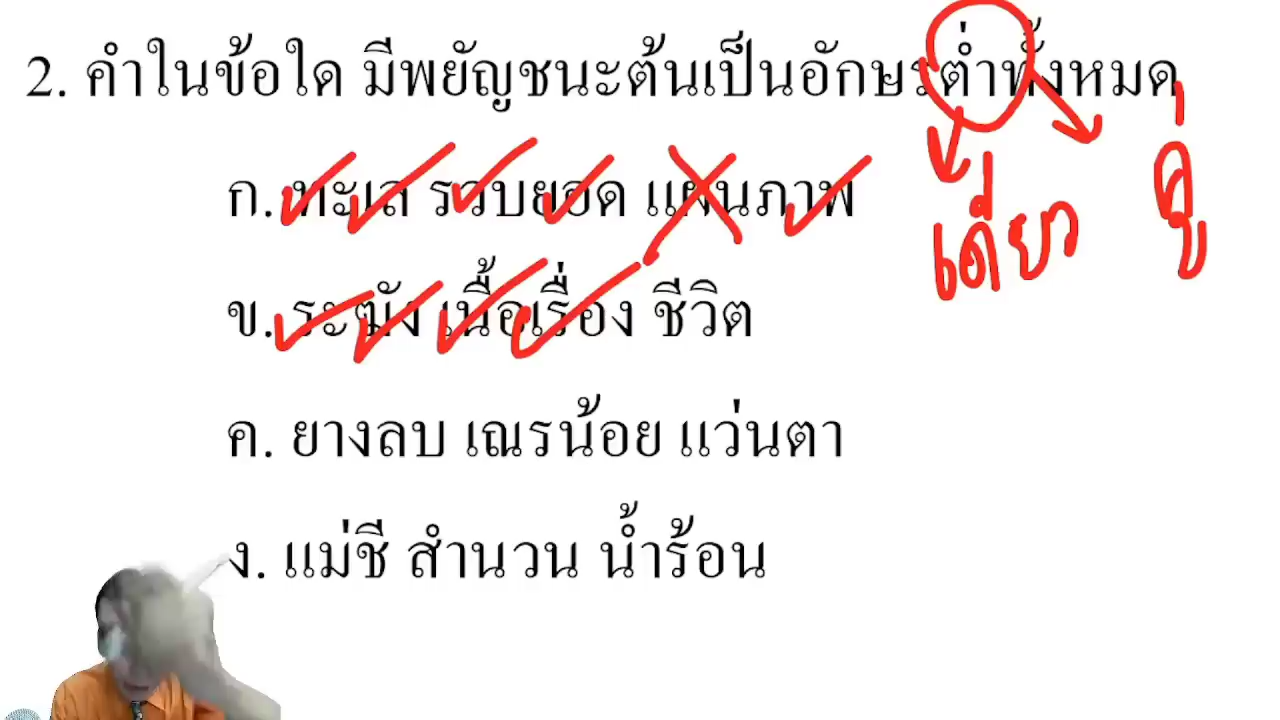 2. คำในข้อใด มีพยัญชนะต้นเป็นอักษรต่ำทั้งหมด
เดี่ยว คู่
ก. ทะเล รวบยอด แผนภาพ
ข. ระฆัง เนื้อเรื่อง ชีวิต
ค. ยางลบ เณรน้อย แว่นตา
ง. แม่ชี สำนวน น้ำร้อน